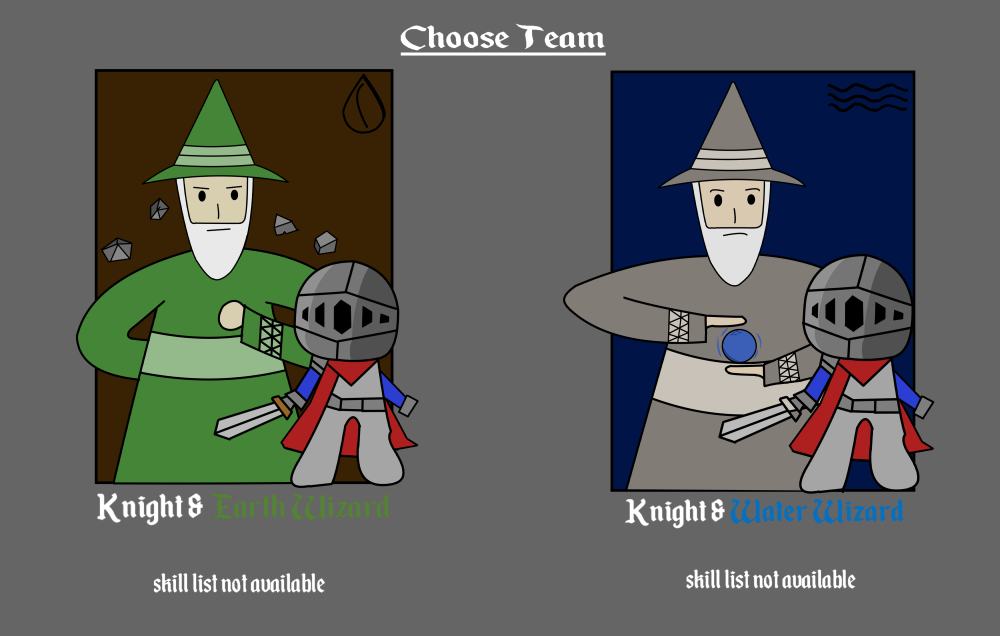 Choose Team
Knight & Earth Wizard
Knight & Water Wizard
skill list not available
skill list not available